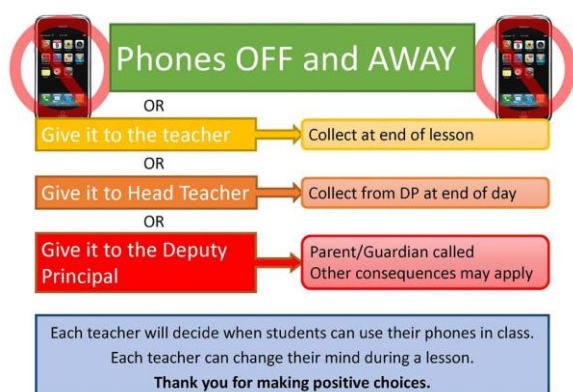 Phones OFF and AWAY
OR
Give it to the teacher
Collect at end of lesson
OR
Give it to Head Teacher
Collect from DP at end of day
OR
Give it to the Deputy
Principal
Parent/Guardian called
Other consequences may apply
Each teacher will decide when students can use their phones in class.
Each teacher can change their mind during a lesson.
Thank you for making positive choices.